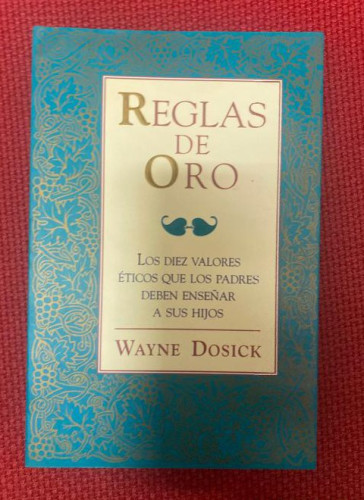 REGLAS
DE
ORO
LOS DIEZ VALORES
ÉTICOS QUE LOS PADRES
DEBEN ENSEÑAR
A SUS HIJOS
WAYNE DOSICK